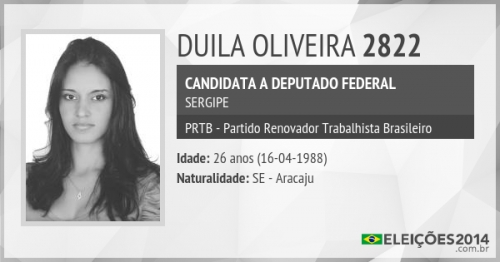 DUILA OLIVEIRA 2822
CANDIDATA A DEPUTADO FEDERAL
SERGIPE
PRTB - Partido Renovador Trabalhista Brasileiro
Idade: 26 anos (16-04-1988)
Naturalidade: SE - Aracaju
ELEIÇÕES2014
.com.br